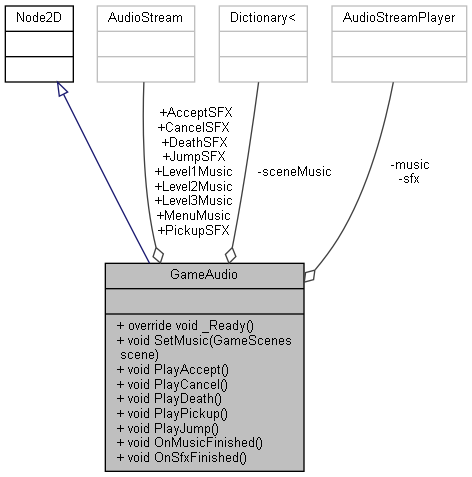 Node2D
AudioStream
Dictionary<
AudioStreamPlayer
+AcceptSFX
+CancelSFX
+DeathSFX
+JumpSFX
+Level1Music
+Level2Music
+Level3Music
+MenuMusic
+PickupSFX
-sceneMusic
-music
-sfx
GameAudio
+ override void _Ready()
+ void SetMusic(GameScenes
scene)
+ void PlayAccept()
+ void PlayCancel()
+ void PlayDeath()
+ void PlayPickup()
+ void PlayJump()
+ void OnMusicFinished()
+ void OnSfxFinished()